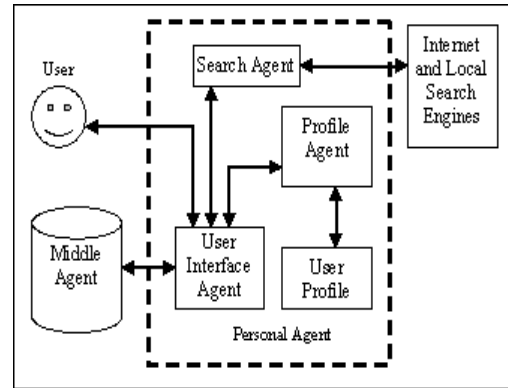 User
Search Agent
Internet
and Local
Search
Engines
Profile
Agent
Middle
Agent
User
Interface
Agent
User
Profile
Personal Agent